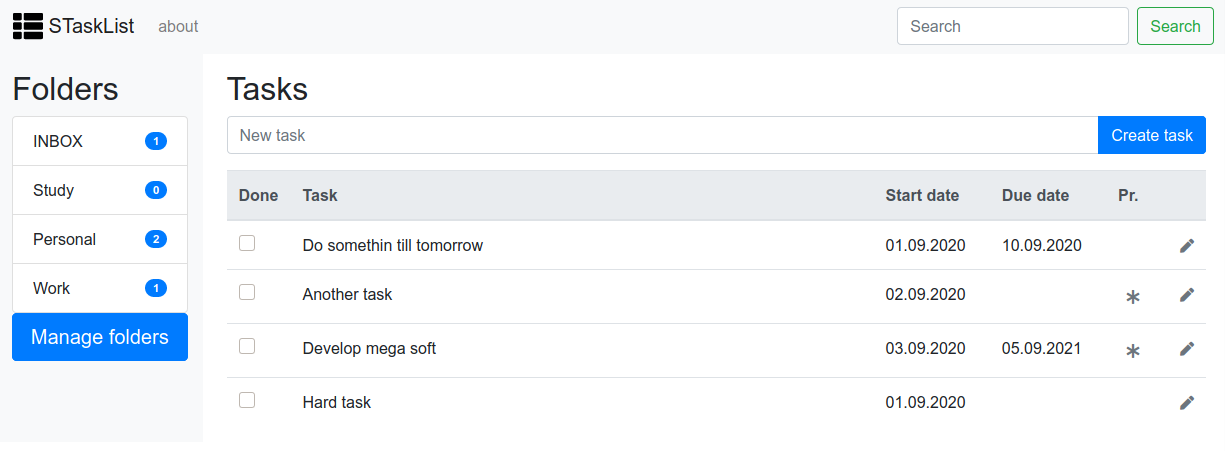 STaskList about Search Search
Folders
INBOX 1
Study 0
Personal 2
Work 1
Manage folders
Tasks
New task Create task
Done Task Start date Due date Pr.
Do somethin till tomorrow 01.09.2020 10.09.2020
Another task 02.09.2020 *
Develop mega soft 03.09.2020 05.09.2021 *
Hard task 01.09.2020